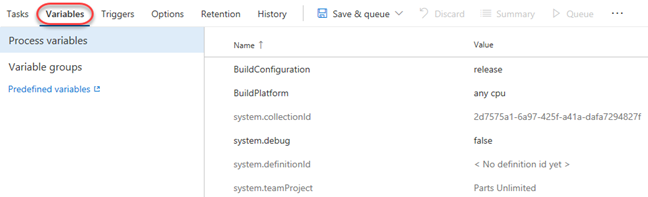 Tasks Variables Triggers Options Retention History Save & queue Discard Summary Queue ...
Process variables
Variable groups
Predefined variables
Name ↑ Value
BuildConfiguration release
BuildPlatform any cpu
system.collectionId 2d7575a1-6a97-425f-a41a-dafa7294827f
system.debug false
system.definitionId < No definition id yet >
system.teamProject Parts Unlimited